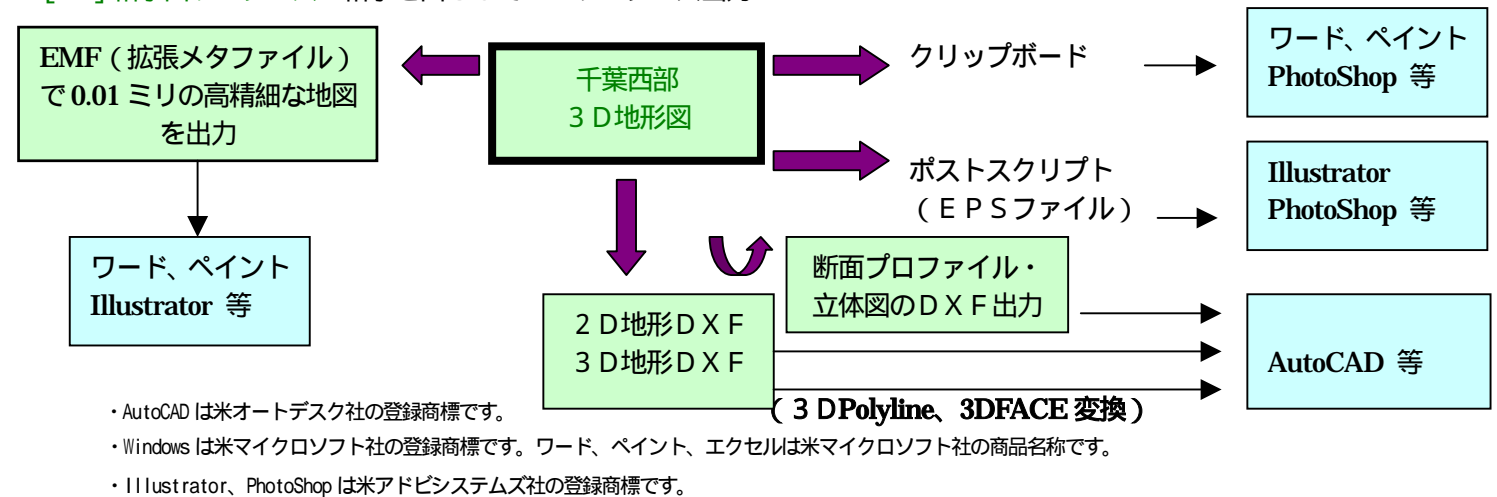 EMF(拡張メタファイル)
で 0.01 ミリの高精細な地図
を出力
千葉西部
3D地形図
クリップボード
ワード、ペイント
PhotoShop 等
ポストスクリプト
(EPSファイル)
Illustrator
PhotoShop 等
ワード、ペイント
Illustrator 等
断面プロファイル・
立体図のDXF出力
2D地形DXF
3D地形DXF
AutoCAD 等
(3DPolyline、3DFACE 変換)
・AutoCAD は米オートデスク社の登録商標です。
・Windows は米マイクロソフト社の登録商標です。ワード、ペイント、エクセルは米マイクロソフト社の商品名称です。
・Illustrator、PhotoShop は米アドビシステムズ社の登録商標です。